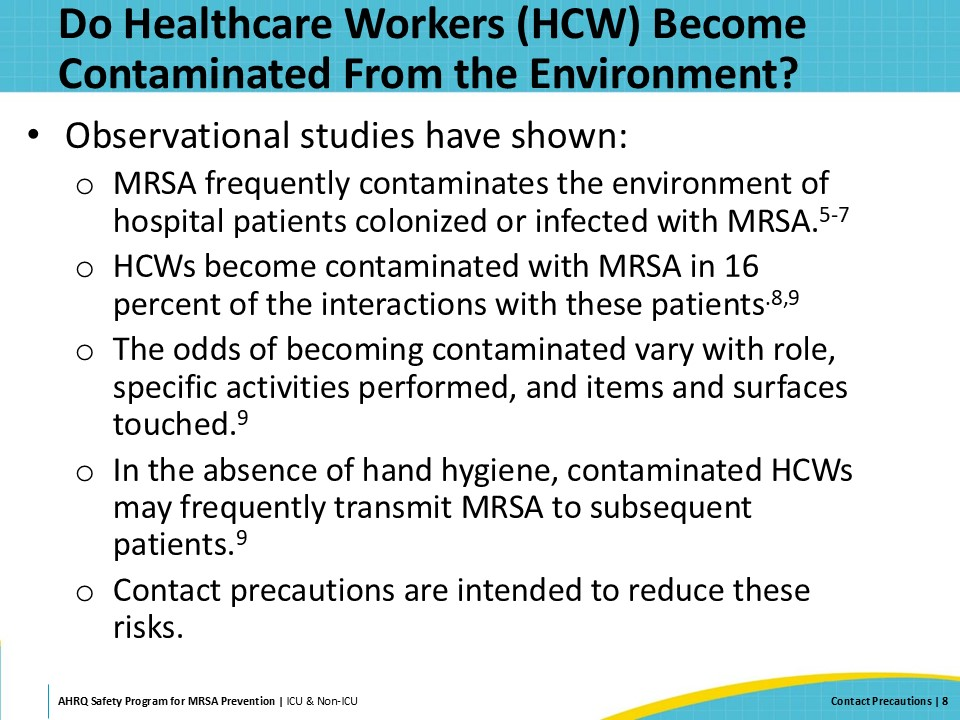 Do Healthcare Workers (HCW) Become
Contaminated From the Environment?
• Observational studies have shown:
o MRSA frequently contaminates the environment of
hospital patients colonized or infected with MRSA.5-7
o HCWs become contaminated with MRSA in 16
percent of the interactions with these patients.8,9
o The odds of becoming contaminated vary with role,
specific activities performed, and items and surfaces
touched.9
o In the absence of hand hygiene, contaminated HCWs
may frequently transmit MRSA to subsequent
patients.9
o Contact precautions are intended to reduce these
risks.
AHRQ Safety Program for MRSA Prevention | ICU & Non-ICU
Contact Precautions | 8